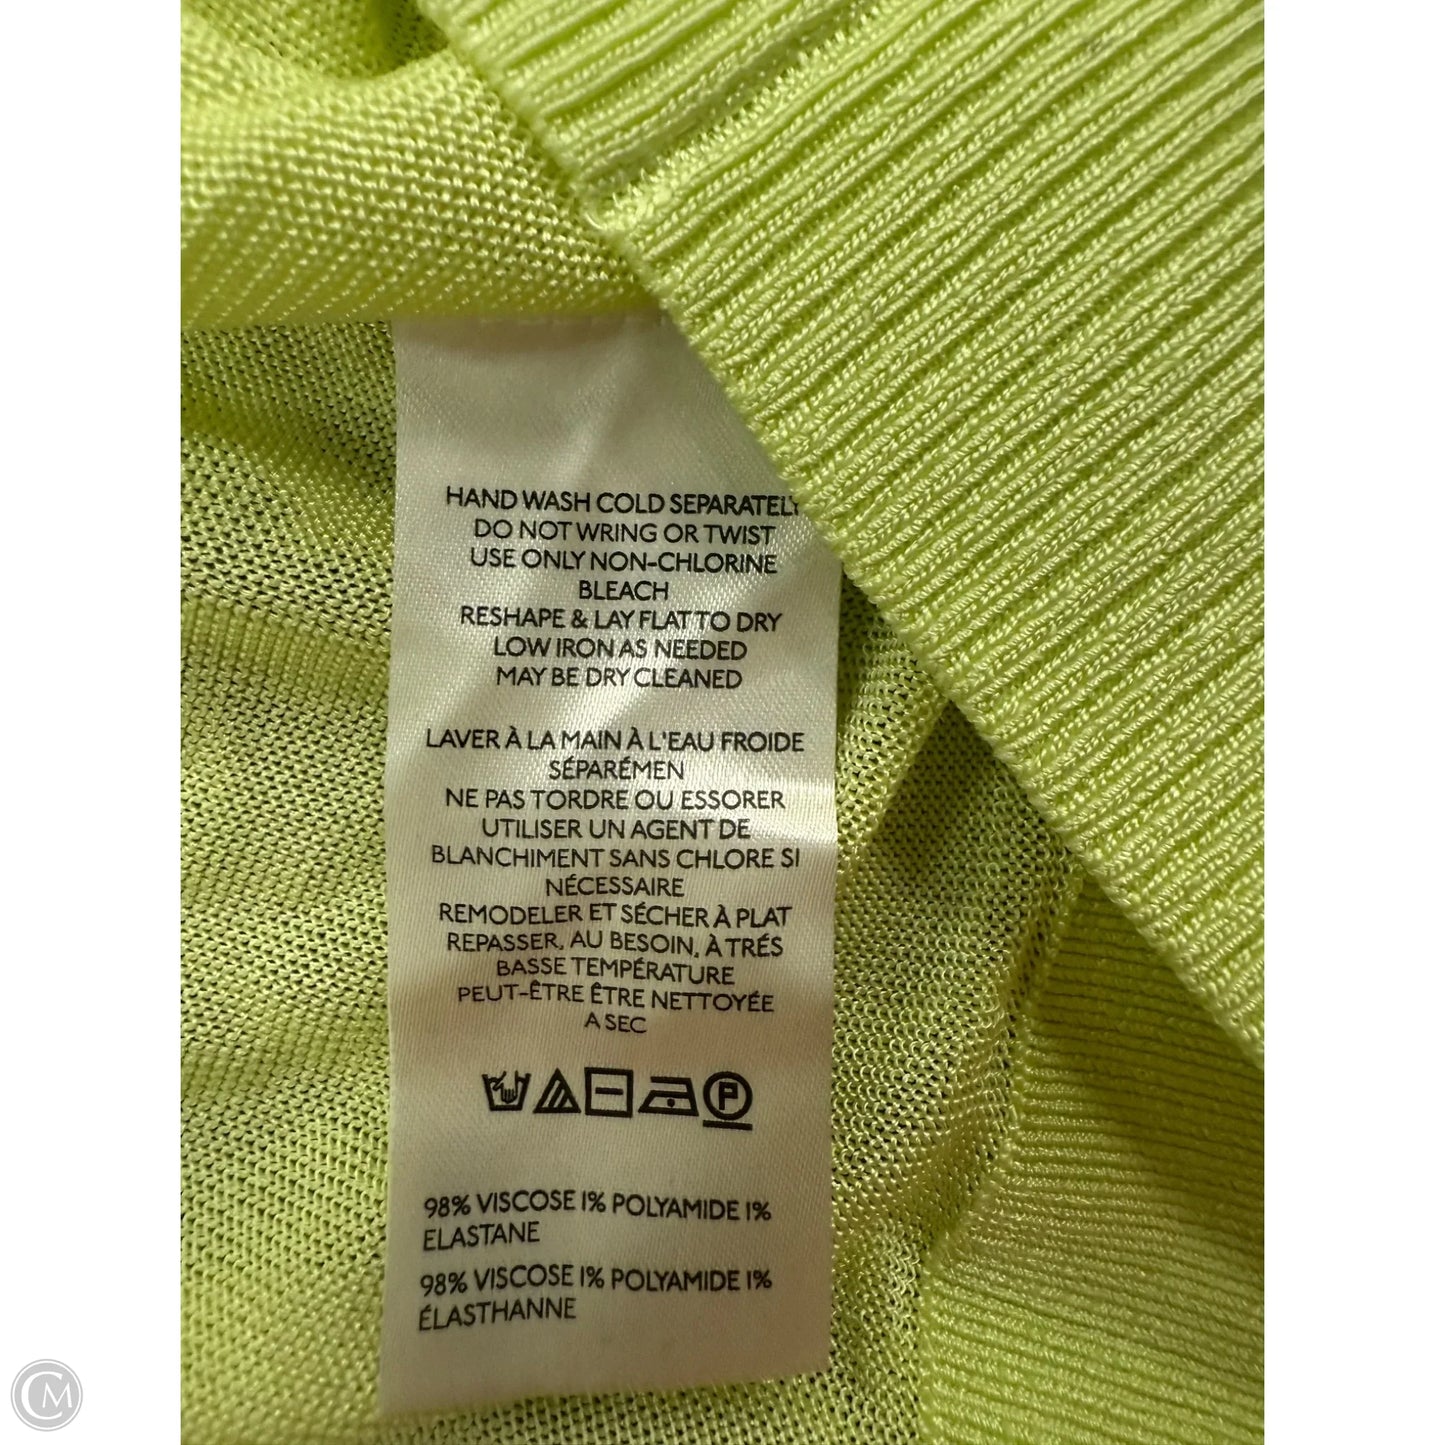 HAND WASH COLD SEPARATELY
DO NOT WRING OR TWIST
USE ONLY NON-CHLORINE
BLEACH
RESHAPE & LAY FLAT TO DRY
LOW IRON AS NEEDED
MAY BE DRY CLEANED
LAVER À LA MAIN À L'EAU FROIDE
SÉPARÉMEN
NE PAS TORDRE OU ESSORER
UTILISER UN AGENT DE
BLANCHIMENT SANS CHLORE SI
NÉCESSAIRE
REMODELER ET SÉCHER À PLAT
REPASSER, AU BESOIN, À TRÉS
BASSE TEMPÉRATURE
PEUT-ÊTRE ÊTRE NETTOYÉE
A SEC
P
98% VISCOSE 1% POLYAMIDE 1%
ELASTANE
98% VISCOSE 1% POLYAMIDE 1%
ÉLASTHANNE
CM